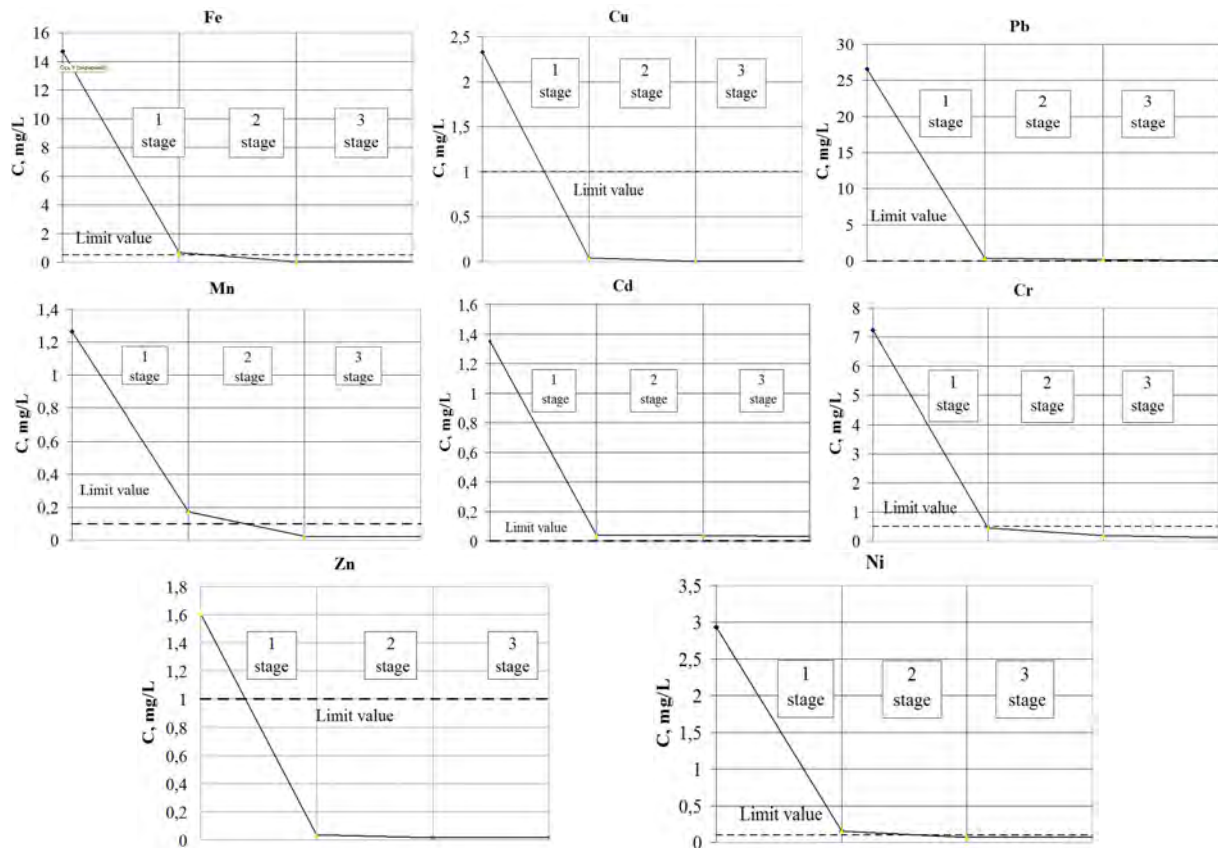 Fe
C, mg/L
16
14
12
10
8
6
4
2
0
1
stage
2
stage
3
stage
Limit value
Cu
C, mg/L
2,5
2
1,5
1
0,5
0
1
stage
2
stage
3
stage
Limit value
Pb
C, mg/L
30
25
20
15
10
5
0
1
stage
2
stage
3
stage
Limit value
Mn
C, mg/L
1,4
1,2
1
0,8
0,6
0,4
0,2
0
1
stage
2
stage
3
stage
Limit value
Cd
C, mg/L
1,6
1,4
1,2
1
0,8
0,6
0,4
0,2
0
1
stage
2
stage
3
stage
Limit value
Cr
C, mg/L
8
7
6
5
4
3
2
1
0
1
stage
2
stage
3
stage
Limit value
Zn
C, mg/L
1,8
1,6
1,4
1,2
1
0,8
0,6
0,4
0,2
0
1
stage
2
stage
3
stage
Limit value
Ni
C, mg/L
3,5
3
2,5
2
1,5
1
0,5
0
1
stage
2
stage
3
stage
Limit value